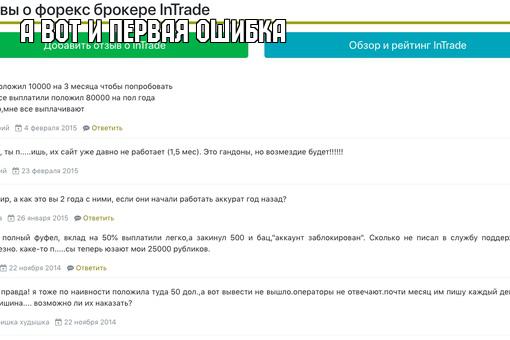 вы о форекс брокере InTrade
А ВОТ И ПЕРВАЯ ОШИБКА
Добавить отзыв о InTrade
Обзор и рейтинг InTrade
оложил 10000 на 3 месяца чтобы попробовать
се выплатили положил 80000 на пол года
о,мне все выплачивают
рий 4 февраля 2015 Ответить
, ты п.....ишь, их сайт уже давно не работает (1,5 мес). Это гандоны, но возмездие будет!!!!!!
ий 23 февраля 2015
ир, а как это вы 2 года с ними, если они начали работать аккурат год назад?
а 26 января 2015 Ответить
полный фуфел, вклад на 50% выплатили легко,а закинул 500 и бац,"аккаунт заблокирован". Сколько не писал в службу поддер
езно. каке-то п.....сы теперь юзают мои 25000 рубликов.
22 ноября 2014 Ответить
правда! я тоже по наивности положила туда 50 дол.,а вот вывести не вышло.операторы не отвечают.почти месяц им пишу каждый де
ишина.... возможно ли их наказать?
ишка худышка 22 ноября 2014